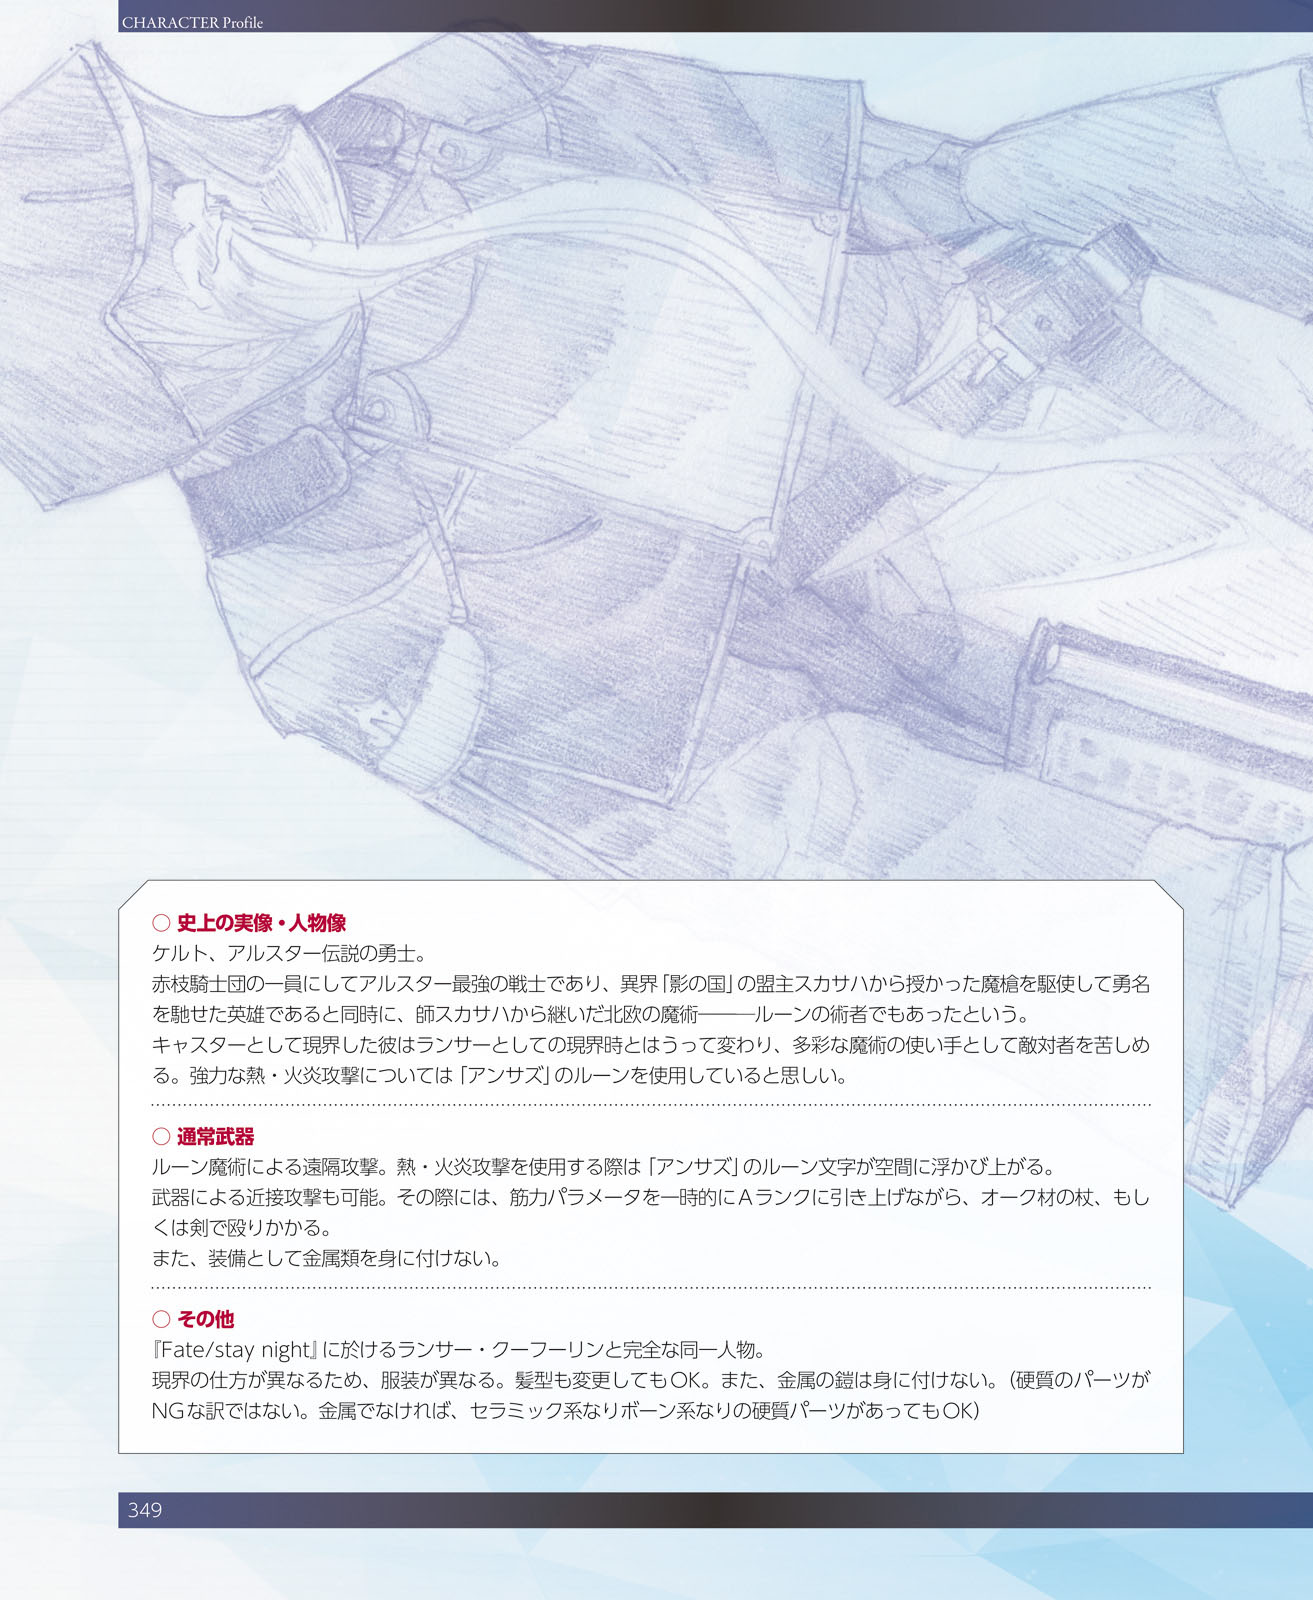 CHARACTER Profile
○ 史上の実像・人物像
ケルト、アルスター伝説の勇士。
赤枝騎士団の一員にしてアルスター最強の戦士であり、異界「影の国」の盟主スカサハから授かった魔槍を駆使して勇名
を馳せた英雄であると同時に、師スカサハから継いだ北欧の魔術―――ルーンの術者でもあったという。
キャスターとして現界した彼はランサーとしての現界時とはうって変わり、多彩な魔術の使い手として敵対者を苦しめ
る。強力な熱・火炎攻撃については「アンサズ」のルーンを使用していると思しい。
○ 通常武器
ルーン魔術による遠隔攻撃。熱・火炎攻撃を使用する際は「アンサズ」のルーン文字が空間に浮かび上がる。
武器による近接攻撃も可能。その際には、筋力パラメータを一時的にAランクに引き上げながら、オーク材の杖、もし
くは剣で殴りかかる。
また、装備として金属類を身に付けない。
○ その他
『Fate/stay night』に於けるランサー・クーフーリンと完全な同一人物。
現界の仕方が異なるため、服装が異なる。髪型も変更してもOK。また、金属の鎧は身に付けない。（硬質のパーツが
NGな訳ではない。金属でなければ、セラミック系なりボーン系なりの硬質パーツがあってもOK）
349